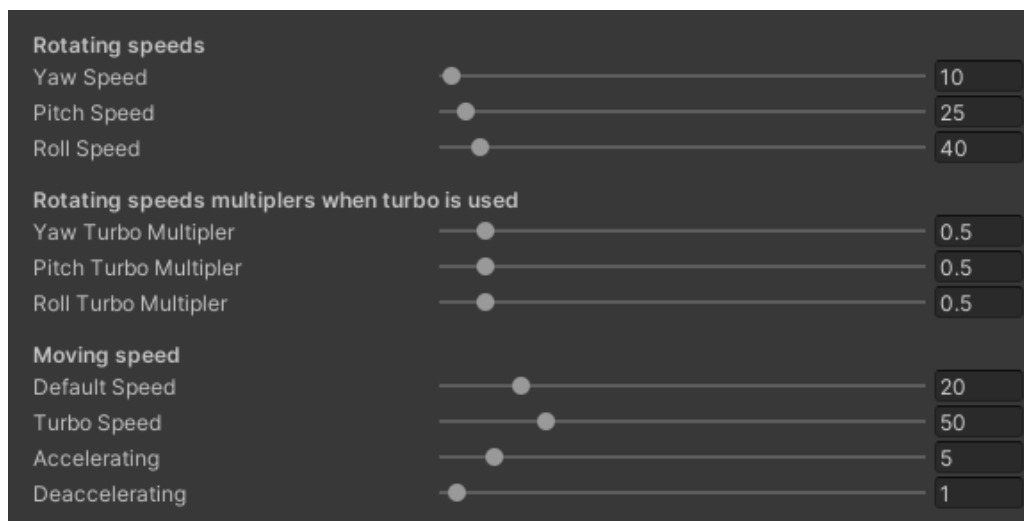 Rotating speeds
Yaw Speed 10
Pitch Speed 25
Roll Speed 40
Rotating speeds multiplers when turbo is used
Yaw Turbo Multipler 0.5
Pitch Turbo Multipler 0.5
Roll Turbo Multipler 0.5
Moving speed
Default Speed 20
Turbo Speed 50
Accelerating 5
Deaccelerating 1